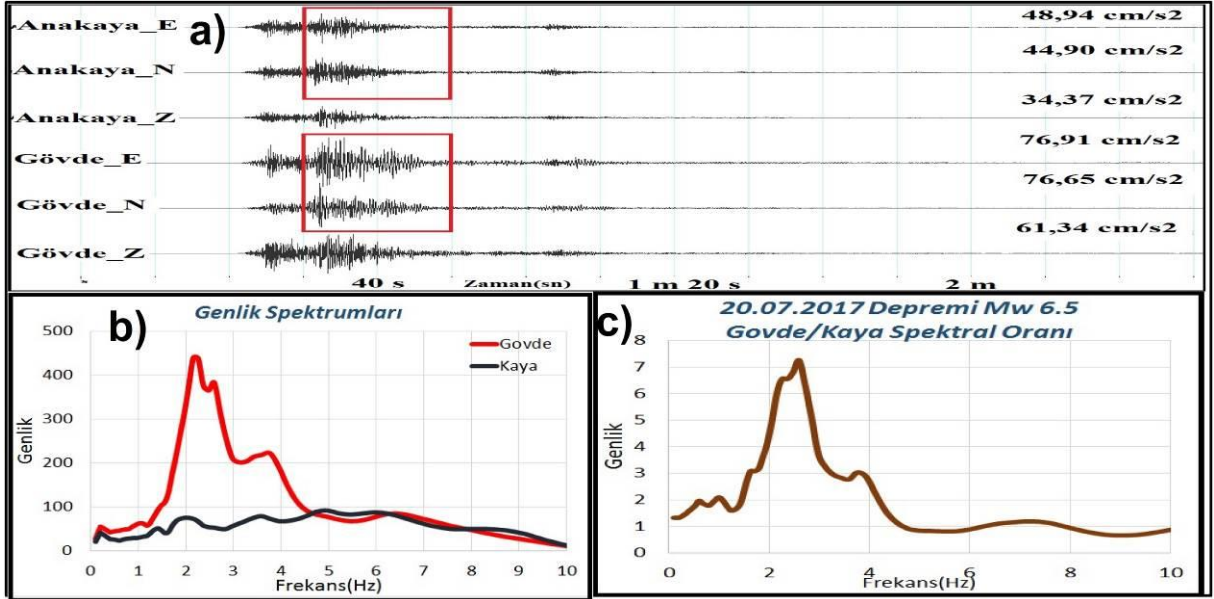 a)
Anakaya_E 48,94 cm/s2
Anakaya_N 44,90 cm/s2
Anakaya_Z 34,37 cm/s2
Gövde_E 76,91 cm/s2
Gövde_N 76,65 cm/s2
Gövde_Z 61,34 cm/s2
40 s Zaman(sn) 1 m 20 s 2 m
b)
Genlik Spektrumları
Govde
Kaya
Genlik
500
400
300
200
100
0
0 1 2 3 4 5 6 7 8 9 10
Frekans(Hz)
c)
20.07.2017 Depremi Mw 6.5
Govde/Kaya Spektral Oranı
Genlik
8
7
6
5
4
3
2
1
0
0 2 4 6 8 10
Frekans(Hz)